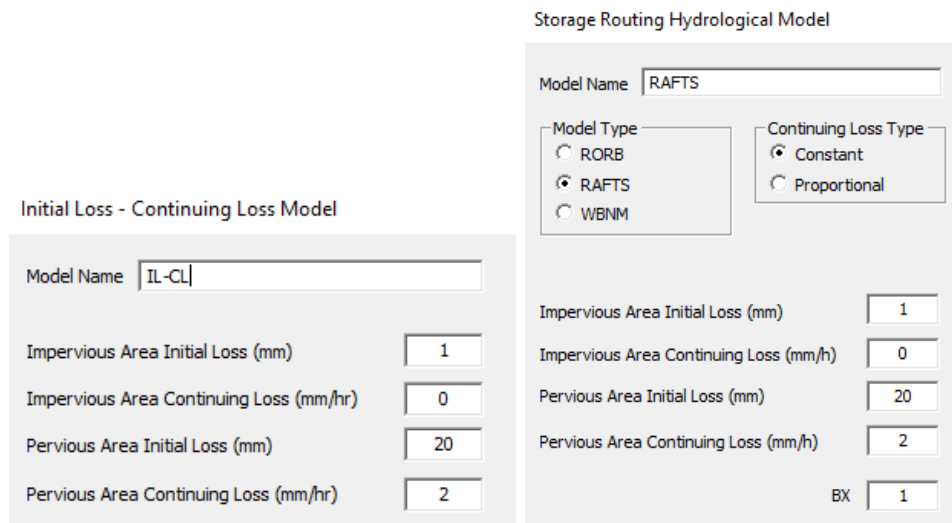 Initial Loss - Continuing Loss Model
Model Name IL-CL
Impervious Area Initial Loss (mm) 1
Impervious Area Continuing Loss (mm/hr) 0
Pervious Area Initial Loss (mm) 20
Pervious Area Continuing Loss (mm/hr) 2
Storage Routing Hydrological Model
Model Name RAFTS
Model Type
RORB
RAFTS
WBNM
Continuing Loss Type
Constant
Proportional
Impervious Area Initial Loss (mm) 1
Impervious Area Continuing Loss (mm/h) 0
Pervious Area Initial Loss (mm) 20
Pervious Area Continuing Loss (mm/h) 2
BX 1